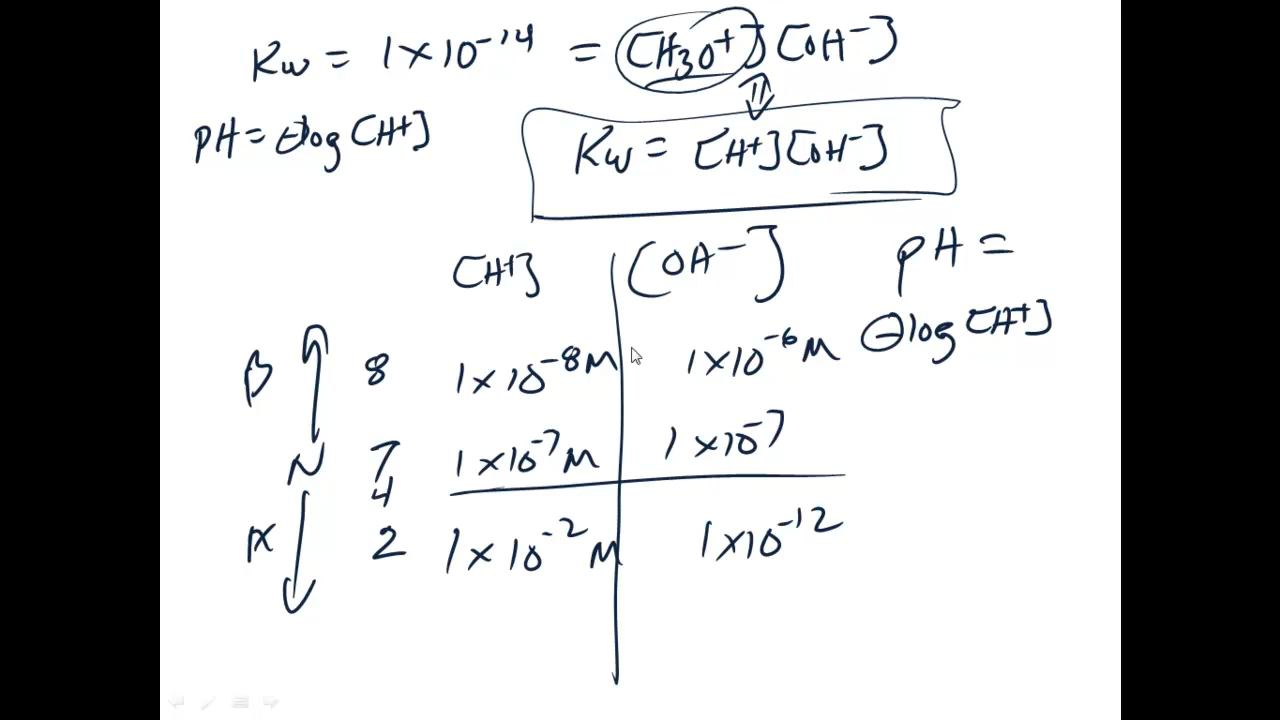 Kw = 1×10⁻¹⁴ = [H₃O⁺][OH⁻]
pH = -log[H⁺]
Kw = [H⁺][OH⁻]
[H⁺] [OH⁻] pH =
-log[H⁺]
B 8 1×10⁻⁸M 1×10⁻⁶M
N 7 1×10⁻⁷M 1×10⁻⁷
4
A 2 1×10⁻²M 1×10⁻¹²